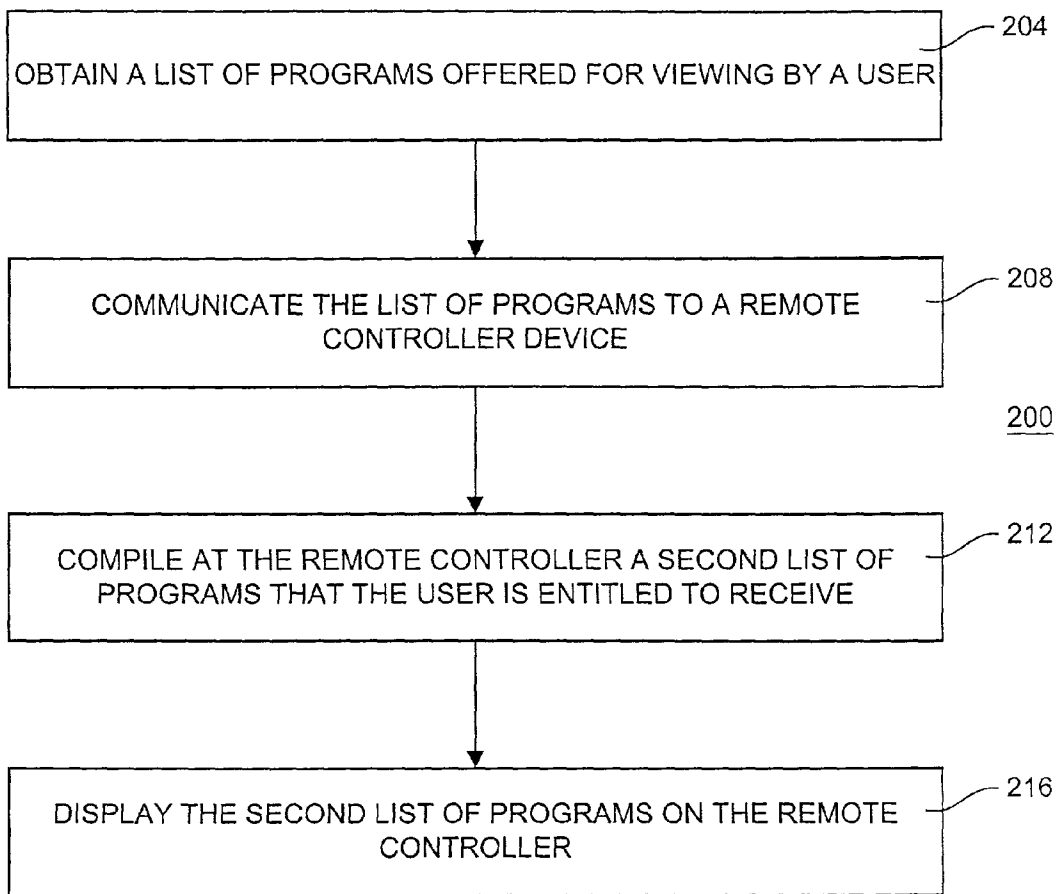 OBTAIN A LIST OF PROGRAMS OFFERED FOR VIEWING BY A USER
204
COMMUNICATE THE LIST OF PROGRAMS TO A REMOTE
CONTROLLER DEVICE
208
200
COMPILE AT THE REMOTE CONTROLLER A SECOND LIST OF
PROGRAMS THAT THE USER IS ENTITLED TO RECEIVE
212
DISPLAY THE SECOND LIST OF PROGRAMS ON THE REMOTE
CONTROLLER
216